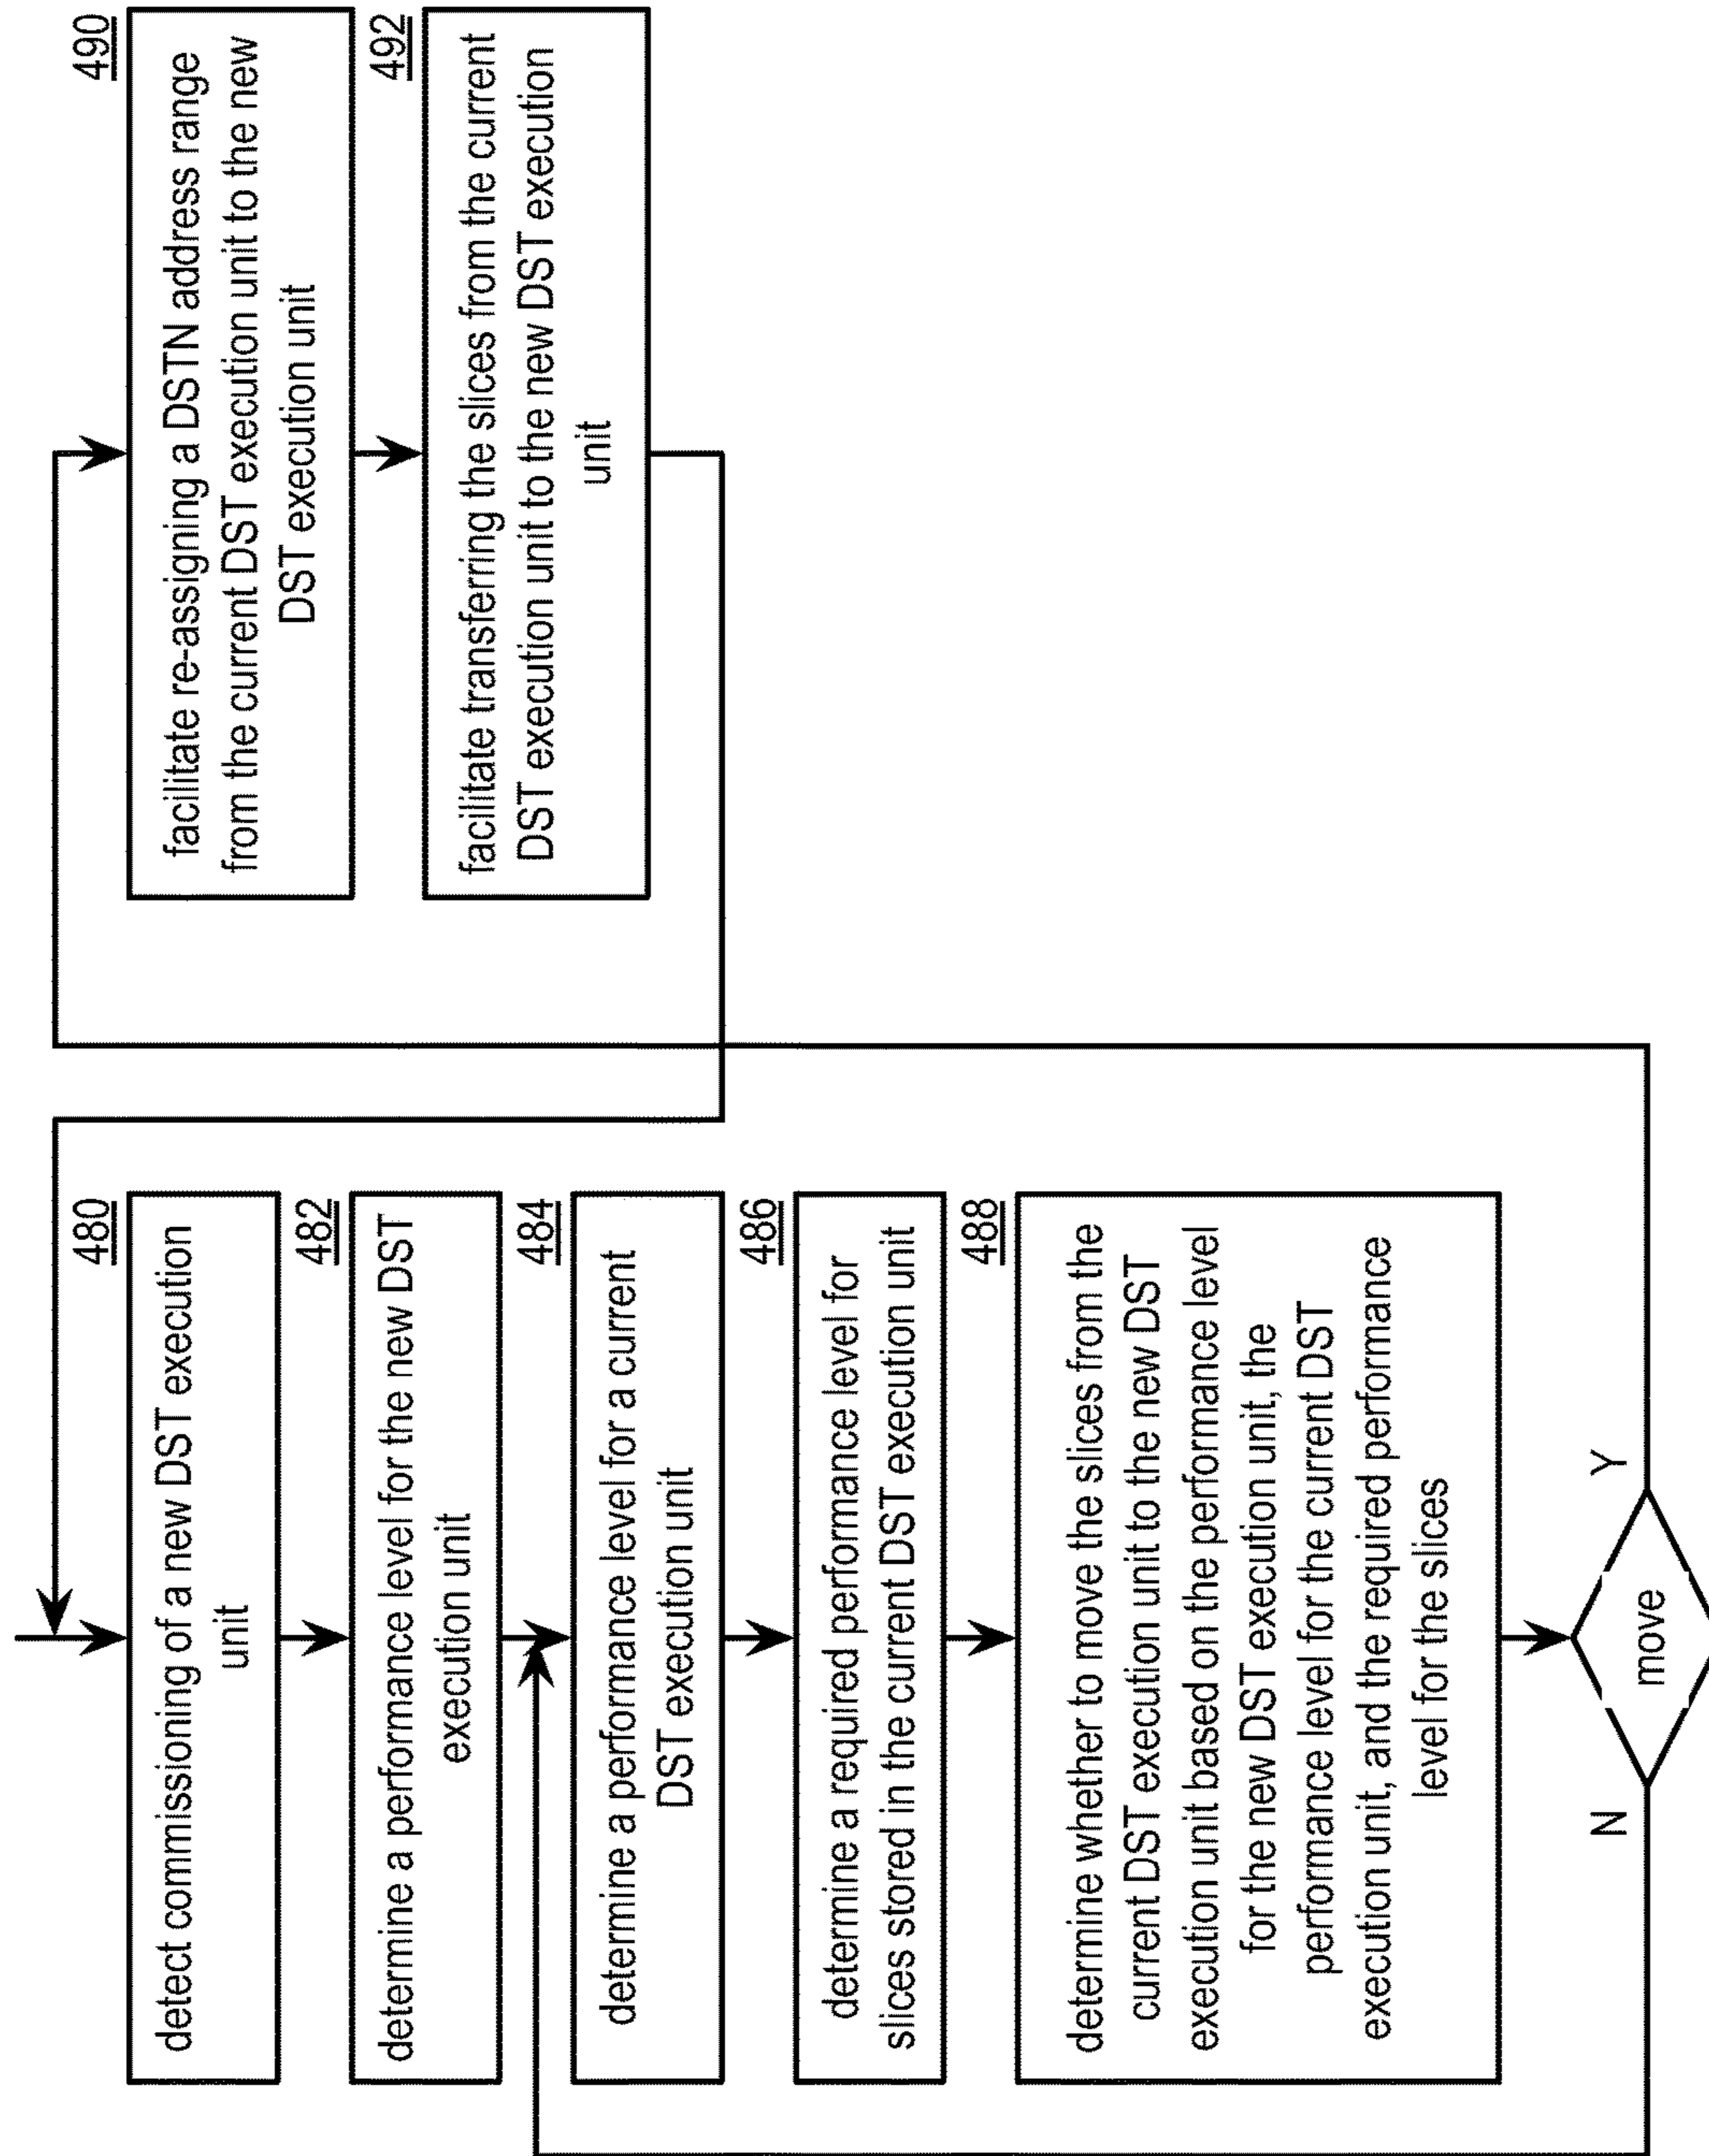 480
detect commissioning of a new DST execution
unit
482
determine a performance level for the new DST
execution unit
484
determine a performance level for a current
DST execution unit
486
determine a required performance level for
slices stored in the current DST execution unit
488
determine whether to move the slices from the
current DST execution unit to the new DST
execution unit based on the performance level
for the new DST execution unit, the
performance level for the current DST
execution unit, and the required performance
level for the slices
N
move
Y
490
facilitate re-assigning a DSTN address range
from the current DST execution unit to the new
DST execution unit
492
facilitate transferring the slices from the current
DST execution unit to the new DST execution
unit